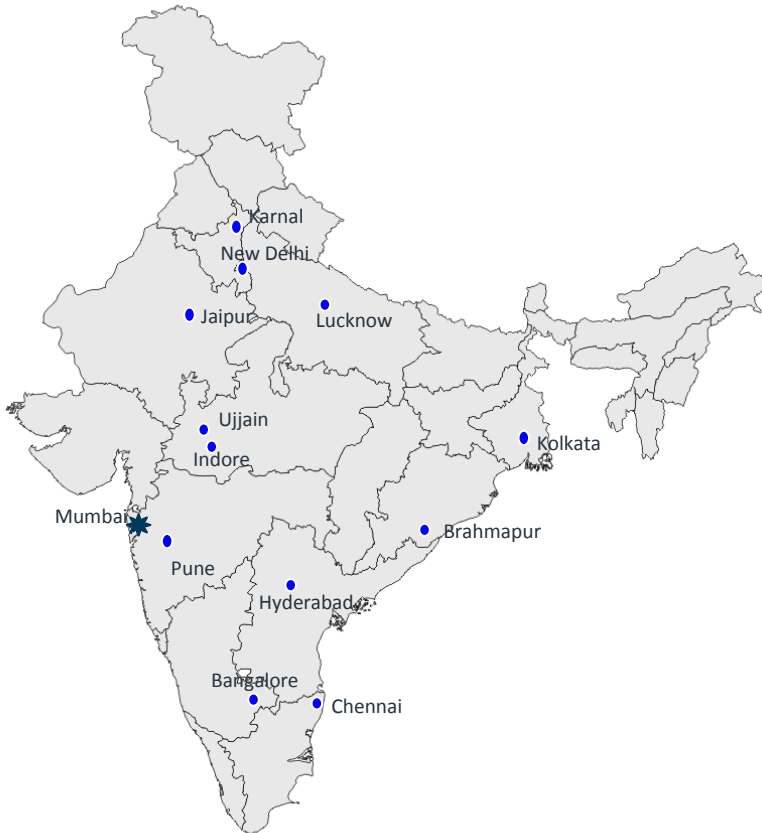 Karnal
New Delhi
Jaipur
Lucknow
Ujjain
Kolkata
Indore
Mumbai
Brahmapur
Pune
Hyderabad
Bangalore
Chennai